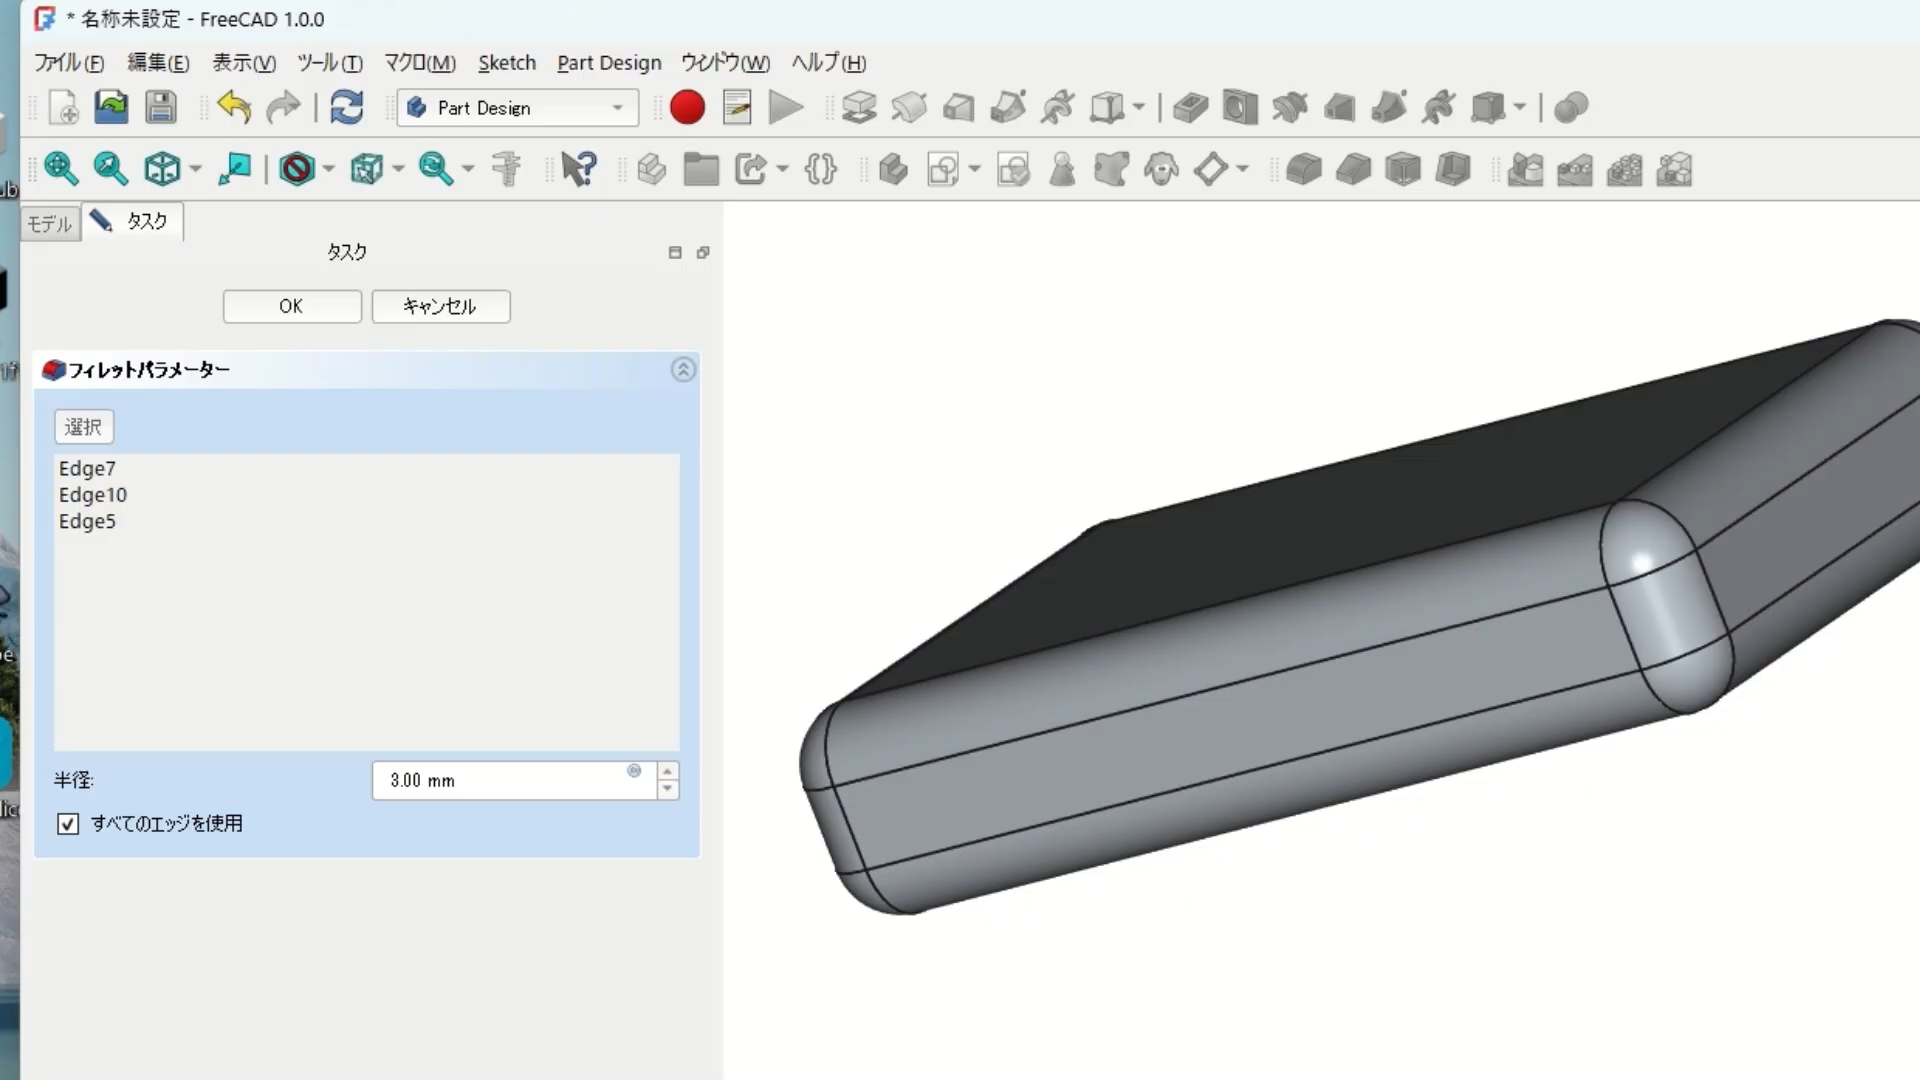 * 名称未設定 - FreeCAD 1.0.0
ファイル(F) 編集(E) 表示(V) ツール(T) マクロ(M) Sketch Part Design ウィンドウ(W) ヘルプ(H)
Part Design
モデル タスク
タスク
OK キャンセル
フィレットパラメーター
選択
Edge7
Edge10
Edge5
半径: 3.00 mm
すべてのエッジを使用